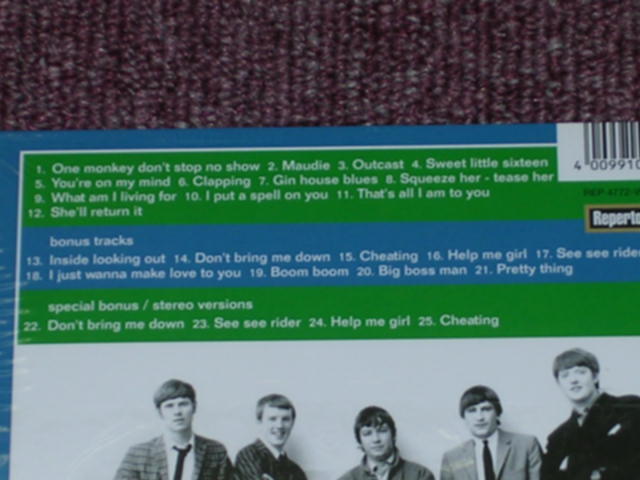 1. One monkey don't stop no show 2. Maudie 3. Outcast 4. Sweet little sixteen
5. You're on my mind 6. Clapping 7. Gin house blues 8. Squeeze her - tease her
9. What am I living for 10. I put a spell on you 11. That's all I am to you
12. She'll return it
bonus tracks
13. Inside looking out 14. Don't bring me down 15. Cheating 16. Help me girl 17. See see rider
18. I just wanna make love to you 19. Boom boom 20. Big boss man 21. Pretty thing
special bonus / stereo versions
22. Don't bring me down 23. See see rider 24. Help me girl 25. Cheating
4 009910
REP 4772-W
Reperto